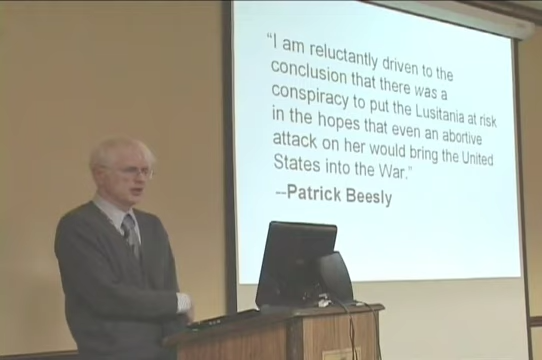 “I am reluctantly driven to the
conclusion that there was a
conspiracy to put the Lusitania at risk
in the hopes that even an abortive
attack on her would bring the United
States into the War.”
--Patrick Beesly